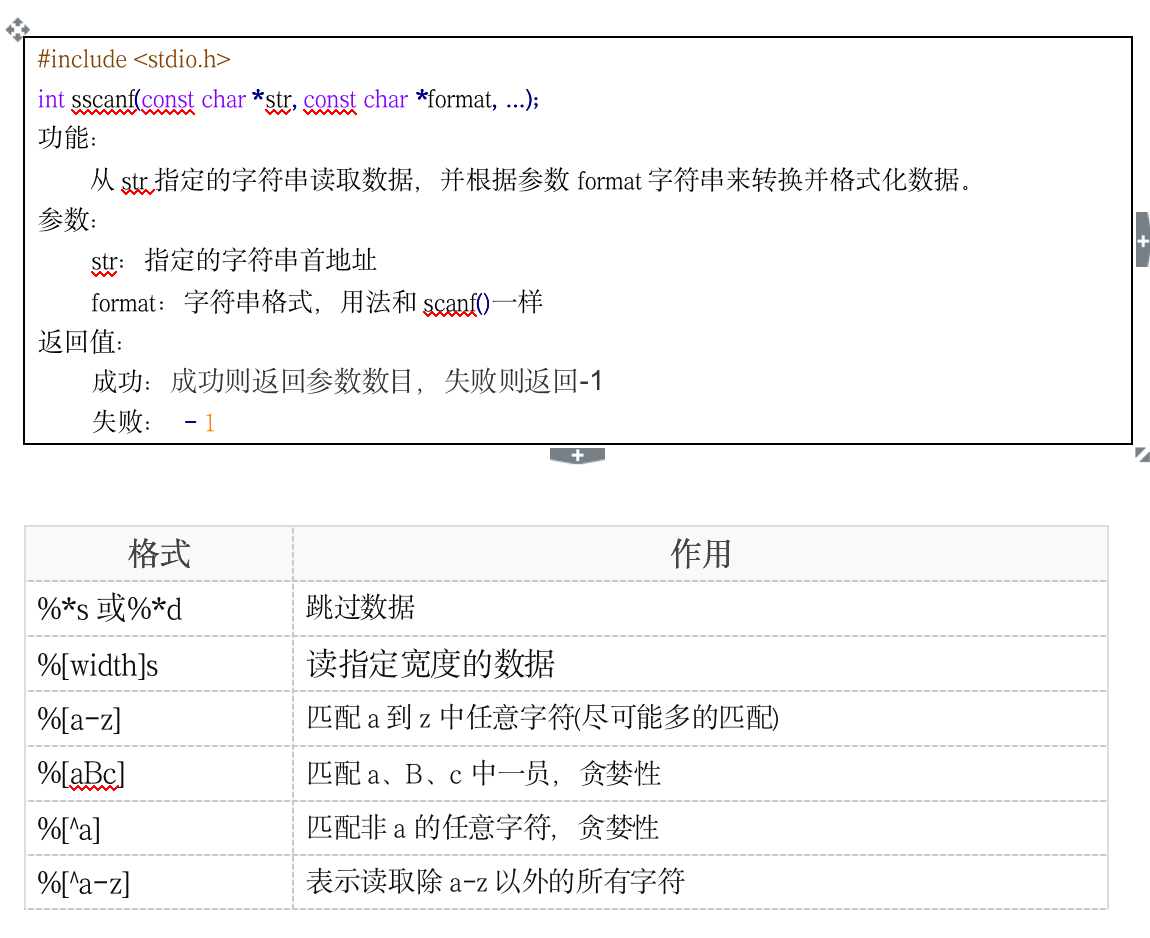 #include <stdio.h>
int sscanf(const char *str, const char *format, ...);
功能：
从 str 指定的字符串读取数据，并根据参数 format 字符串来转换并格式化数据。
参数：
str：指定的字符串首地址
format：字符串格式，用法和 scanf()一样
返回值：
成功：成功则返回参数数目，失败则返回-1
失败： - 1
格式 作用
%*s 或%*d 跳过数据
%[width]s 读指定宽度的数据
%[a-z] 匹配 a 到 z 中任意字符(尽可能多的匹配)
%[aBc] 匹配 a、B、c 中一员，贪婪性
%[^a] 匹配非 a 的任意字符，贪婪性
%[^a-z] 表示读取除 a-z 以外的所有字符